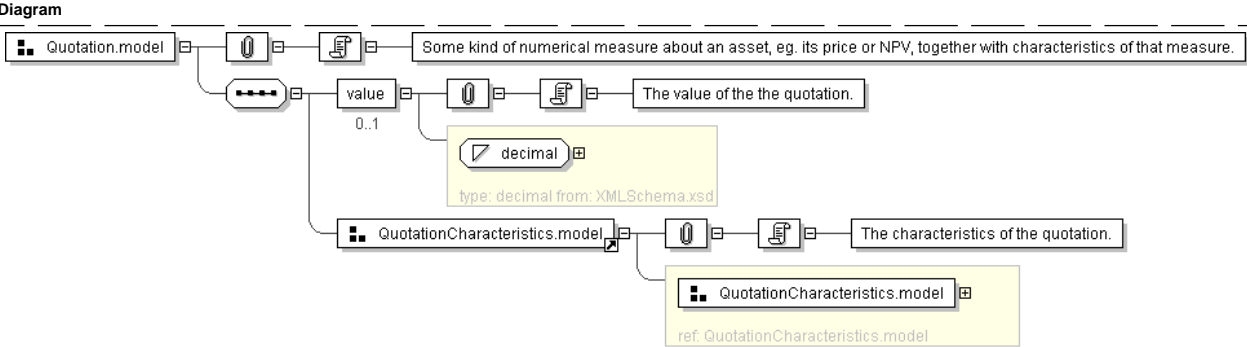 Diagram
Quotation.model
Some kind of numerical measure about an asset, eg. its price or NPV, together with characteristics of that measure.
value
The value of the the quotation.
0..1
decimal
type: decimal from: XMLSchema.xsd
QuotationCharacteristics.model
The characteristics of the quotation.
QuotationCharacteristics.model
ref: QuotationCharacteristics.model